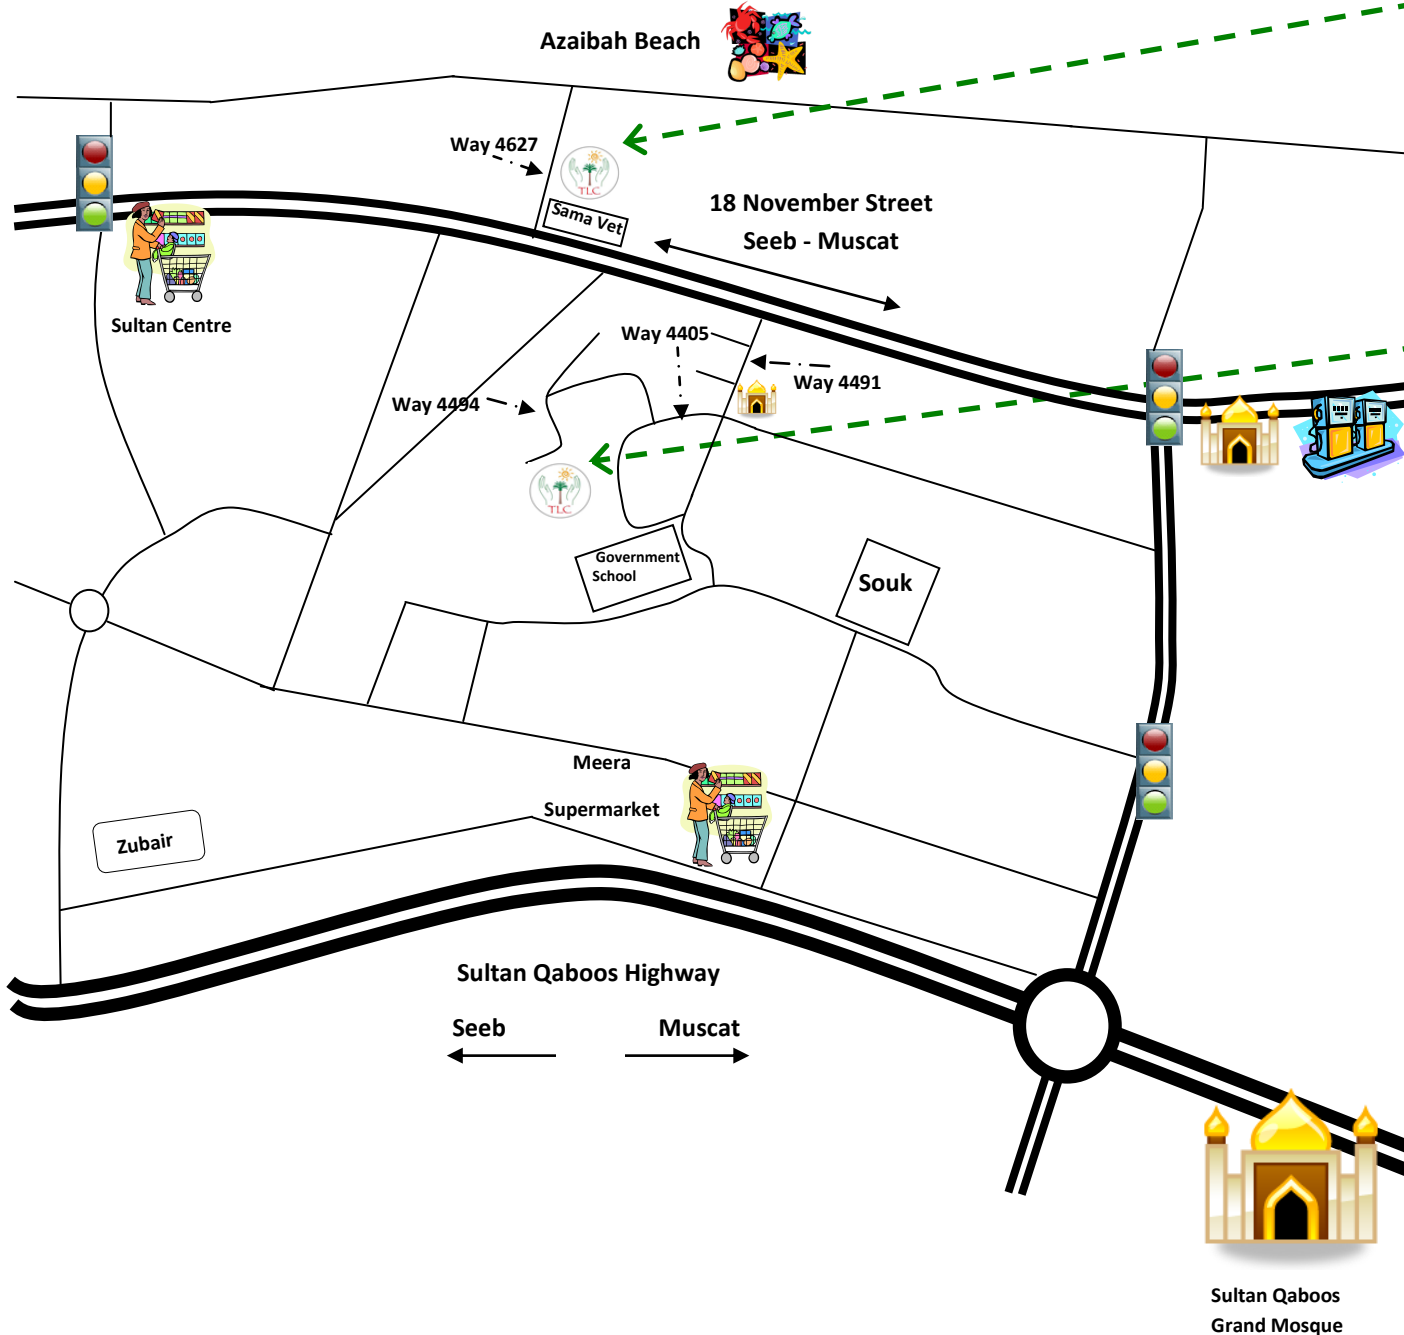 Azaibah Beach
Way 4627
TLC
Sama Vet
18 November Street
Seeb - Muscat
Sultan Centre
Way 4405
Way 4491
Way 4494
TLC
Government
School
Souk
Meera
Supermarket
Zubair
Sultan Qaboos Highway
Seeb
Muscat
Sultan Qaboos
Grand Mosque